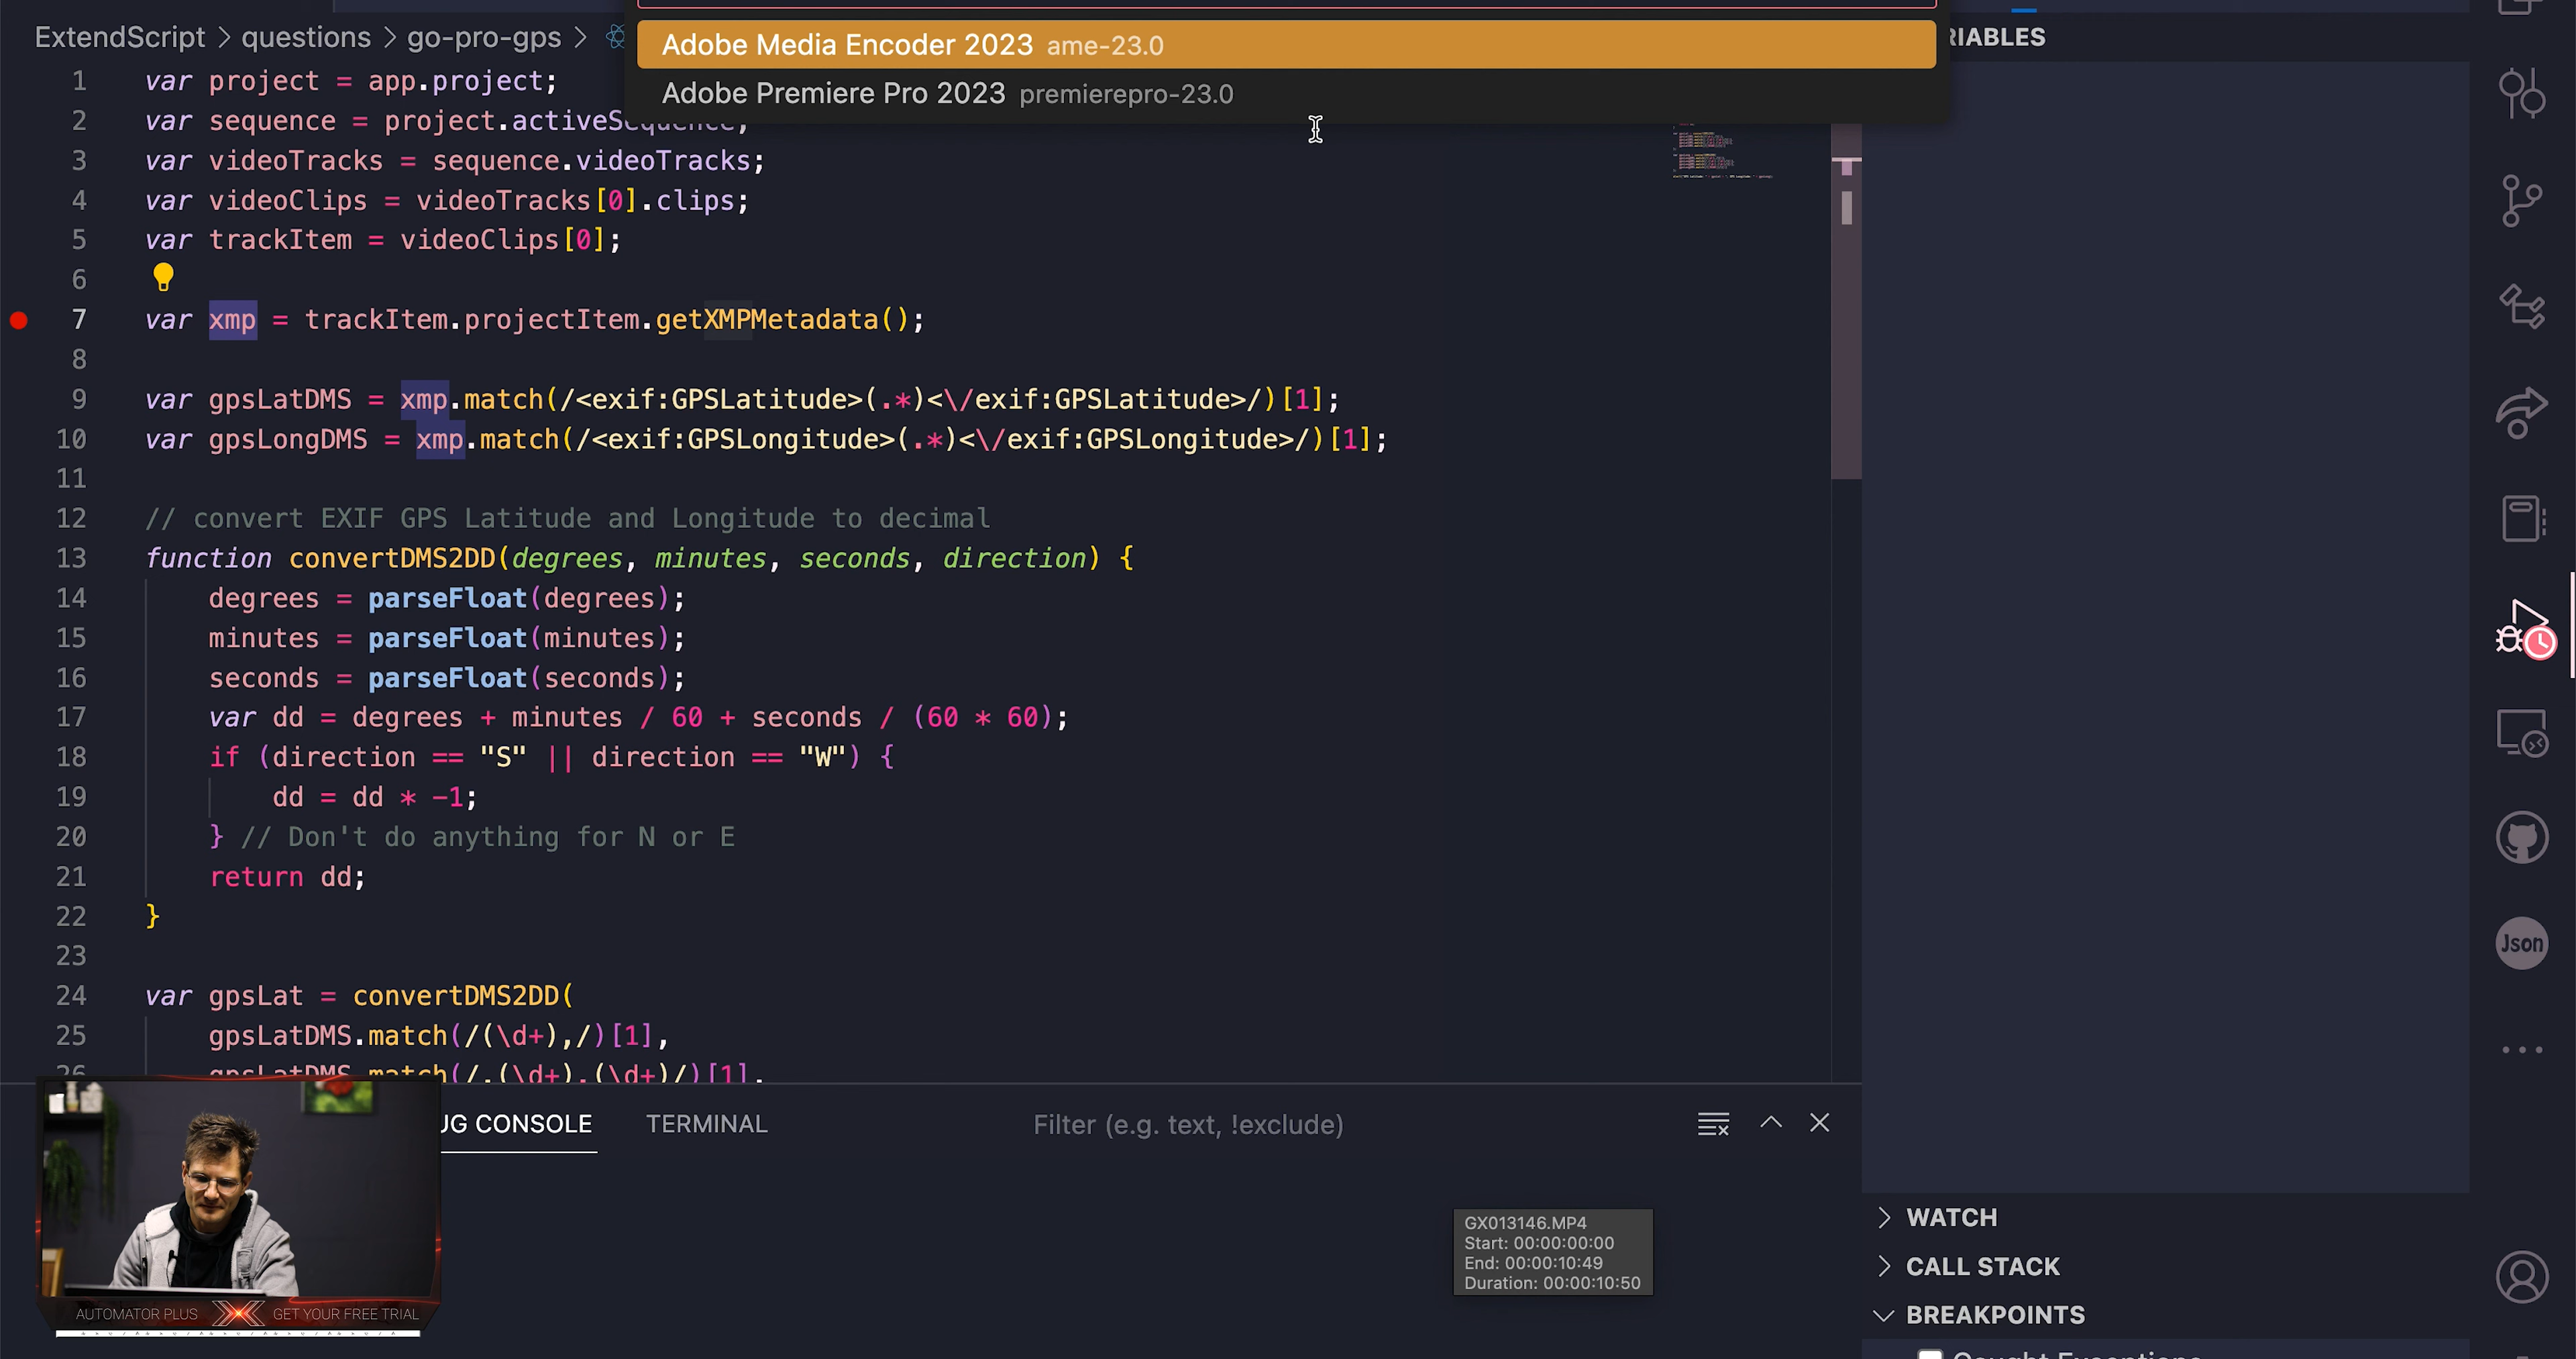 ExtendScript > questions > go-pro-gps >
Adobe Media Encoder 2023 ame-23.0
Adobe Premiere Pro 2023 premierepro-23.0
RIABLES
1 var project = app.project;
2 var sequence = project.activeSequence;
3 var videoTracks = sequence.videoTracks;
4 var videoClips = videoTracks[0].clips;
5 var trackItem = videoClips[0];
6
7 var xmp = trackItem.projectItem.getXMPMetadata();
8
9 var gpsLatDMS = xmp.match(/<exif:GPSLatitude>(.*)<\/exif:GPSLatitude>/)[1];
10 var gpsLongDMS = xmp.match(/<exif:GPSLongitude>(.*)<\/exif:GPSLongitude>/)[1];
11
12 // convert EXIF GPS Latitude and Longitude to decimal
13 function convertDMS2DD(degrees, minutes, seconds, direction) {
14 degrees = parseFloat(degrees);
15 minutes = parseFloat(minutes);
16 seconds = parseFloat(seconds);
17 var dd = degrees + minutes / 60 + seconds / (60 * 60);
18 if (direction == "S" || direction == "W") {
19 dd = dd * -1;
20 } // Don't do anything for N or E
21 return dd;
22 }
23
24 var gpsLat = convertDMS2DD(
25 gpsLatDMS.match(/(\d+),/)[1],
26 gpsLatDMS.match(/,(\d+).(\d+)/)[1],
UG CONSOLE
TERMINAL
Filter (e.g. text, !exclude)
GX013146.MP4
Start: 00:00:00:00
End: 00:00:10:49
Duration: 00:00:10:50
AUTOMATOR PLUS GET YOUR FREE TRIAL
Json
WATCH
CALL STACK
BREAKPOINTS
Caught Exceptions